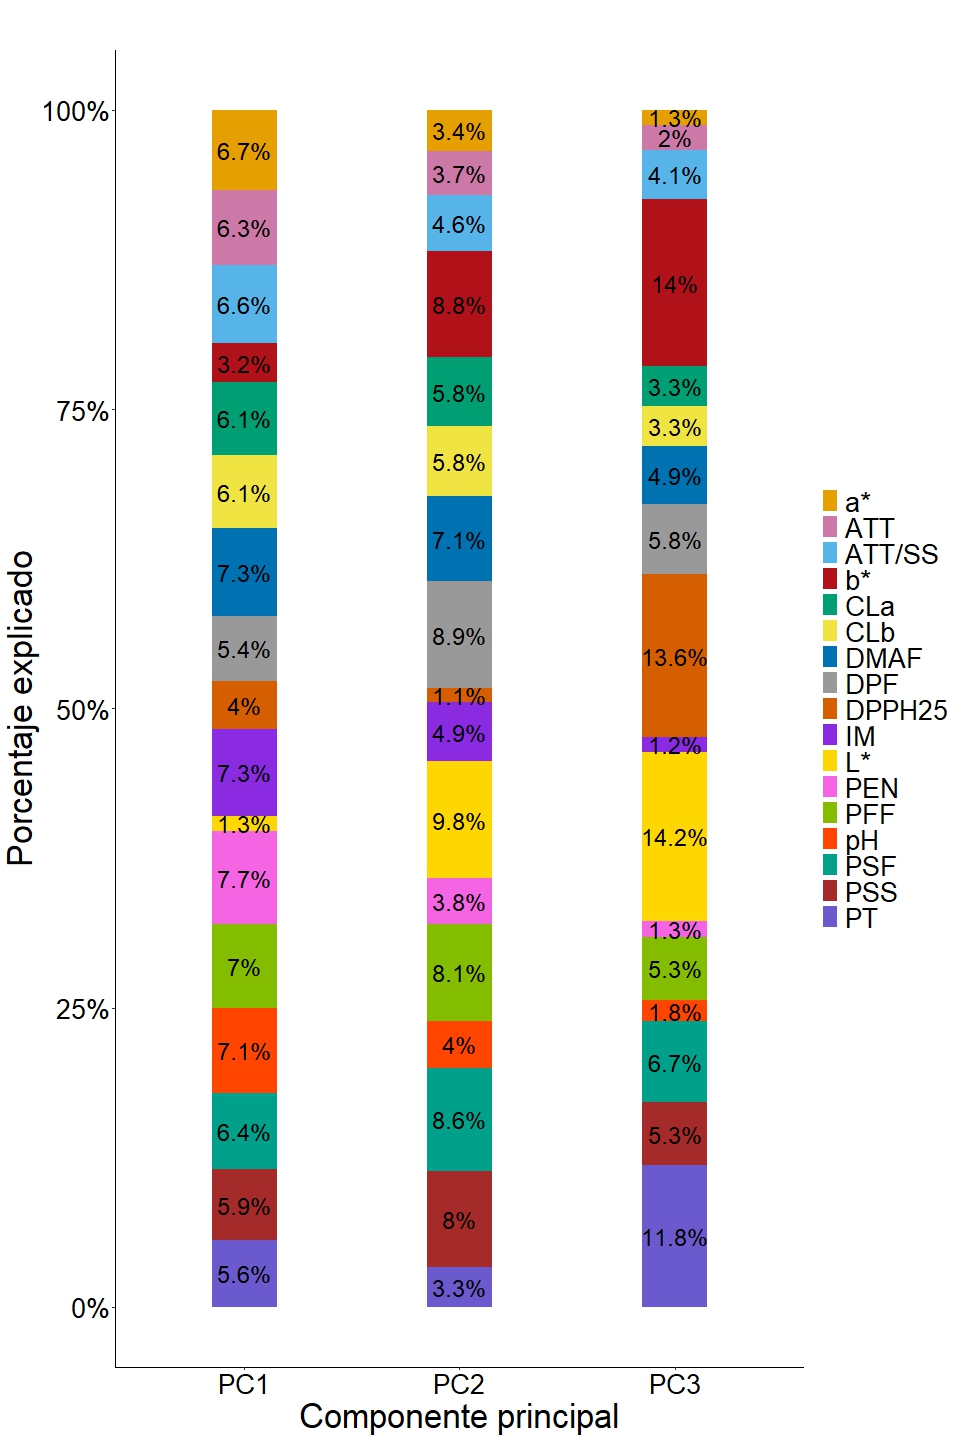 Porcentaje explicado
100%
75%
50%
25%
0%
6.7%
6.3%
6.6%
3.2%
6.1%
6.1%
7.3%
5.4%
4%
7.3%
1.3%
7.7%
7%
7.1%
6.4%
5.9%
5.6%
3.4%
3.7%
4.6%
8.8%
5.8%
5.8%
7.1%
8.9%
1.1%
4.9%
9.8%
3.8%
8.1%
4%
8.6%
8%
3.3%
1.3%
2%
4.1%
14%
3.3%
3.3%
4.9%
5.8%
13.6%
1.2%
14.2%
1.3%
5.3%
1.8%
6.7%
5.3%
11.8%
PC1 PC2 PC3
Componente principal
a*
ATT
ATT/SS
b*
CLa
CLb
DMAF
DPF
DPPH25
IM
L*
PEN
PFF
pH
PSF
PSS
PT